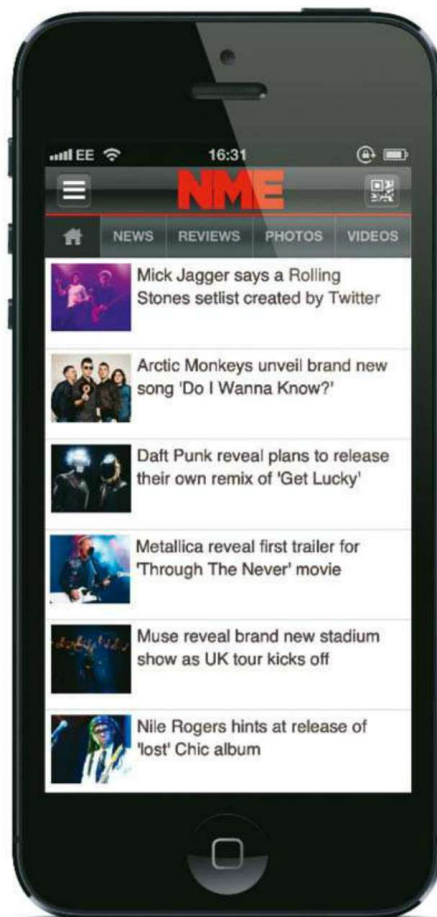 EE 16:31
NME
NEWS REVIEWS PHOTOS VIDEOS
Mick Jagger says a Rolling
Stones setlist created by Twitter
Arctic Monkeys unveil brand new
song 'Do I Wanna Know?'
Daft Punk reveal plans to release
their own remix of 'Get Lucky'
Metallica reveal first trailer for
'Through The Never' movie
Muse reveal brand new stadium
show as UK tour kicks off
Nile Rogers hints at release of
'lost' Chic album